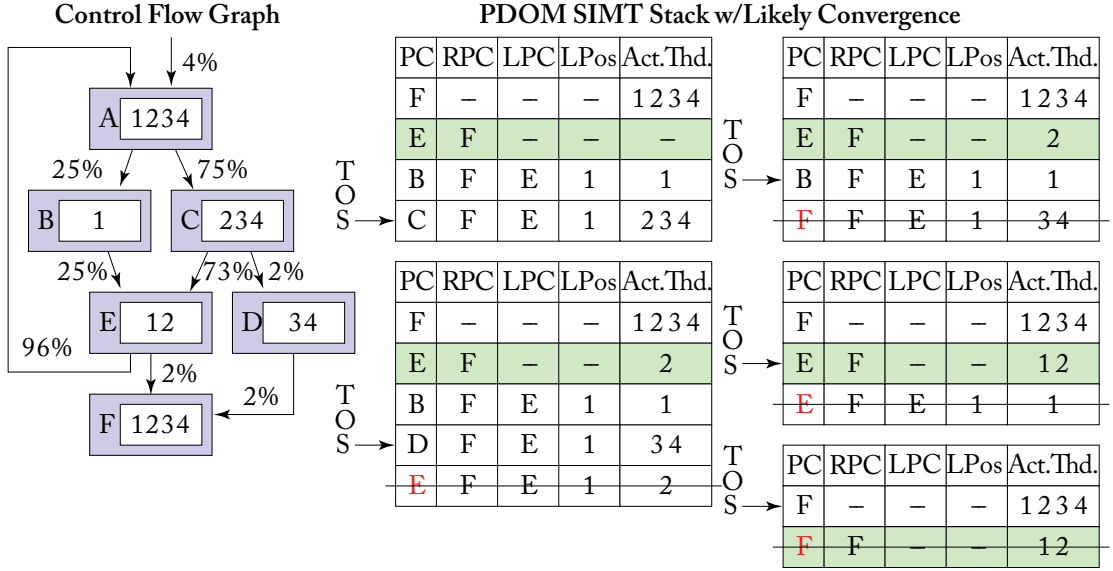 Control Flow Graph
4%
A 1234
25% 75%
B 1 C 234
25% 73% 2%
E 12 D 34
96%
2%
2%
F 1234
PDOM SIMT Stack w/Likely Convergence
TOS
PC RPC LPC LPos Act.Thd.
F – – – 1234
E F – – –
B F E 1 1
C F E 1 234
TOS
PC RPC LPC LPos Act.Thd.
F – – – 1234
E F – – 2
B F E 1 1
F F E 1 34
TOS
PC RPC LPC LPos Act.Thd.
F – – – 1234
E F – – 2
B F E 1 1
D F E 1 34
E F E 1 2
TOS
PC RPC LPC LPos Act.Thd.
F – – – 1234
E F – – 12
E F E 1 1
TOS
PC RPC LPC LPos Act.Thd.
F – – – 1234
F F – – 12